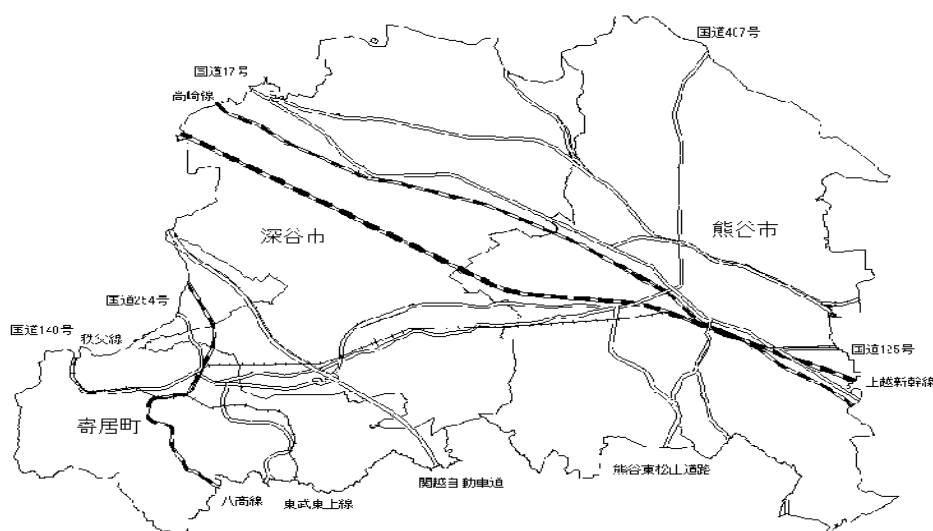 国道407号
国道17号
高崎線
深谷市
熊谷市
国道254号
国道140号
秩父線
国道125号
上越新幹線
寄居町
八高線
東武東上線
関越自動車道
熊谷東松山道路